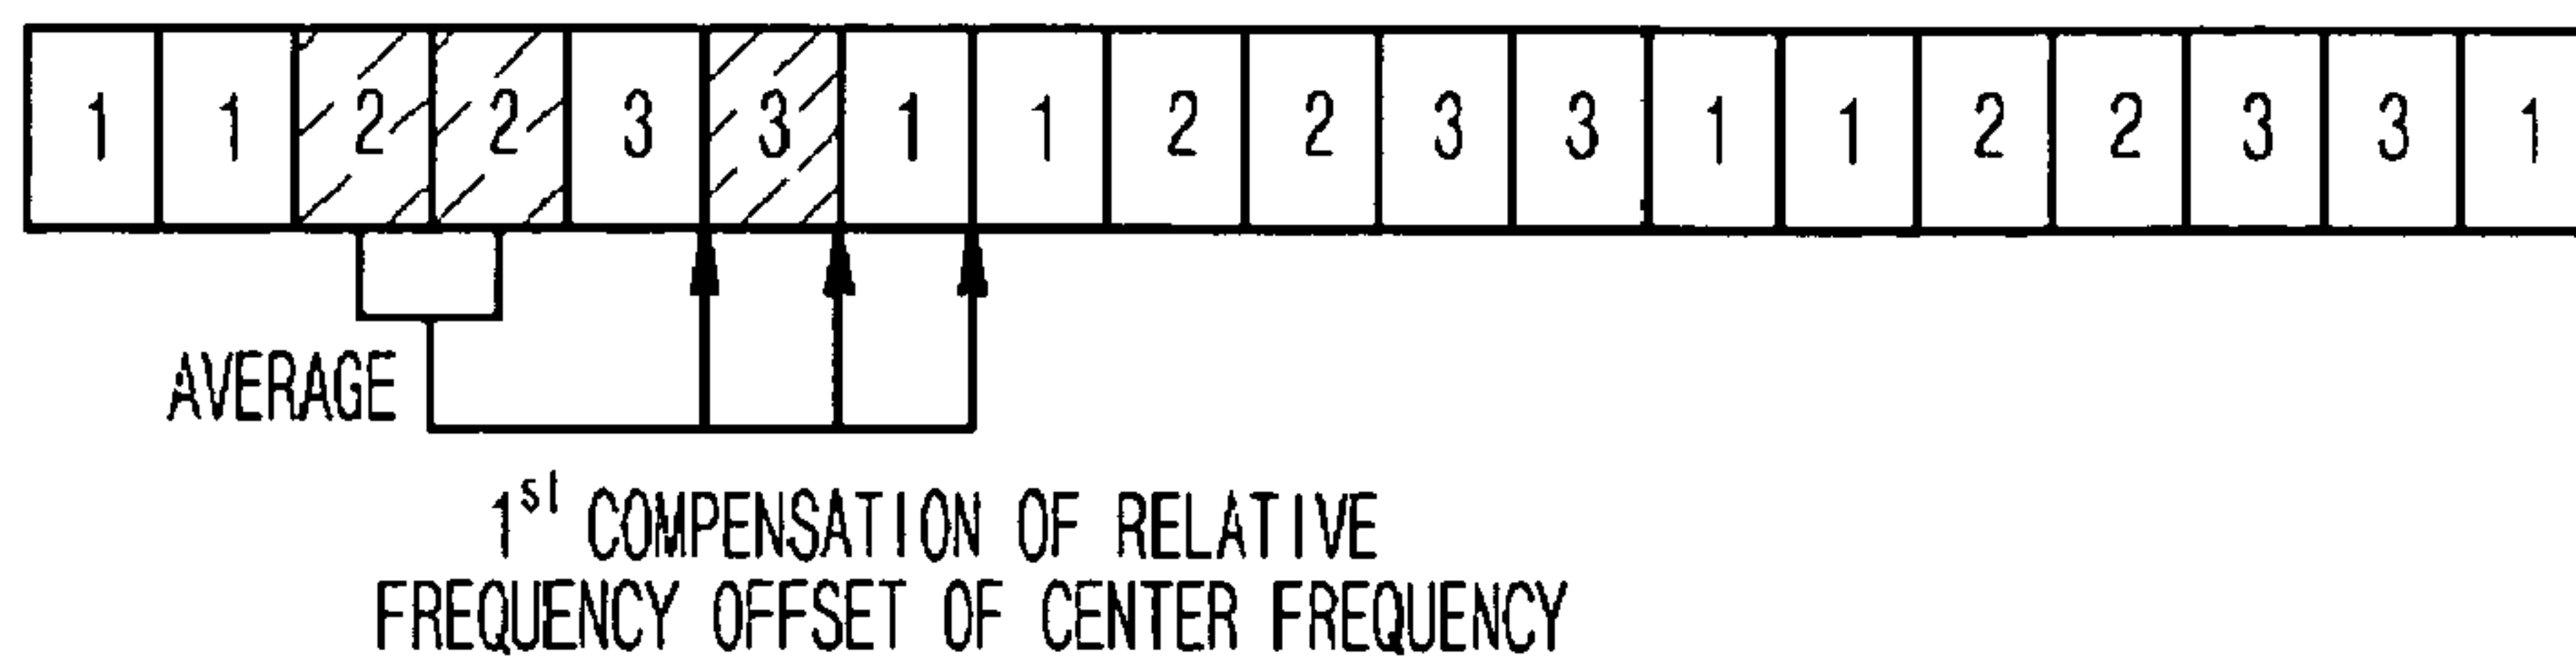 1 1 2 2 3 3 1 1 2 2 3 3 1 1 2 2 3 3 1
AVERAGE
1st COMPENSATION OF RELATIVE
FREQUENCY OFFSET OF CENTER FREQUENCY